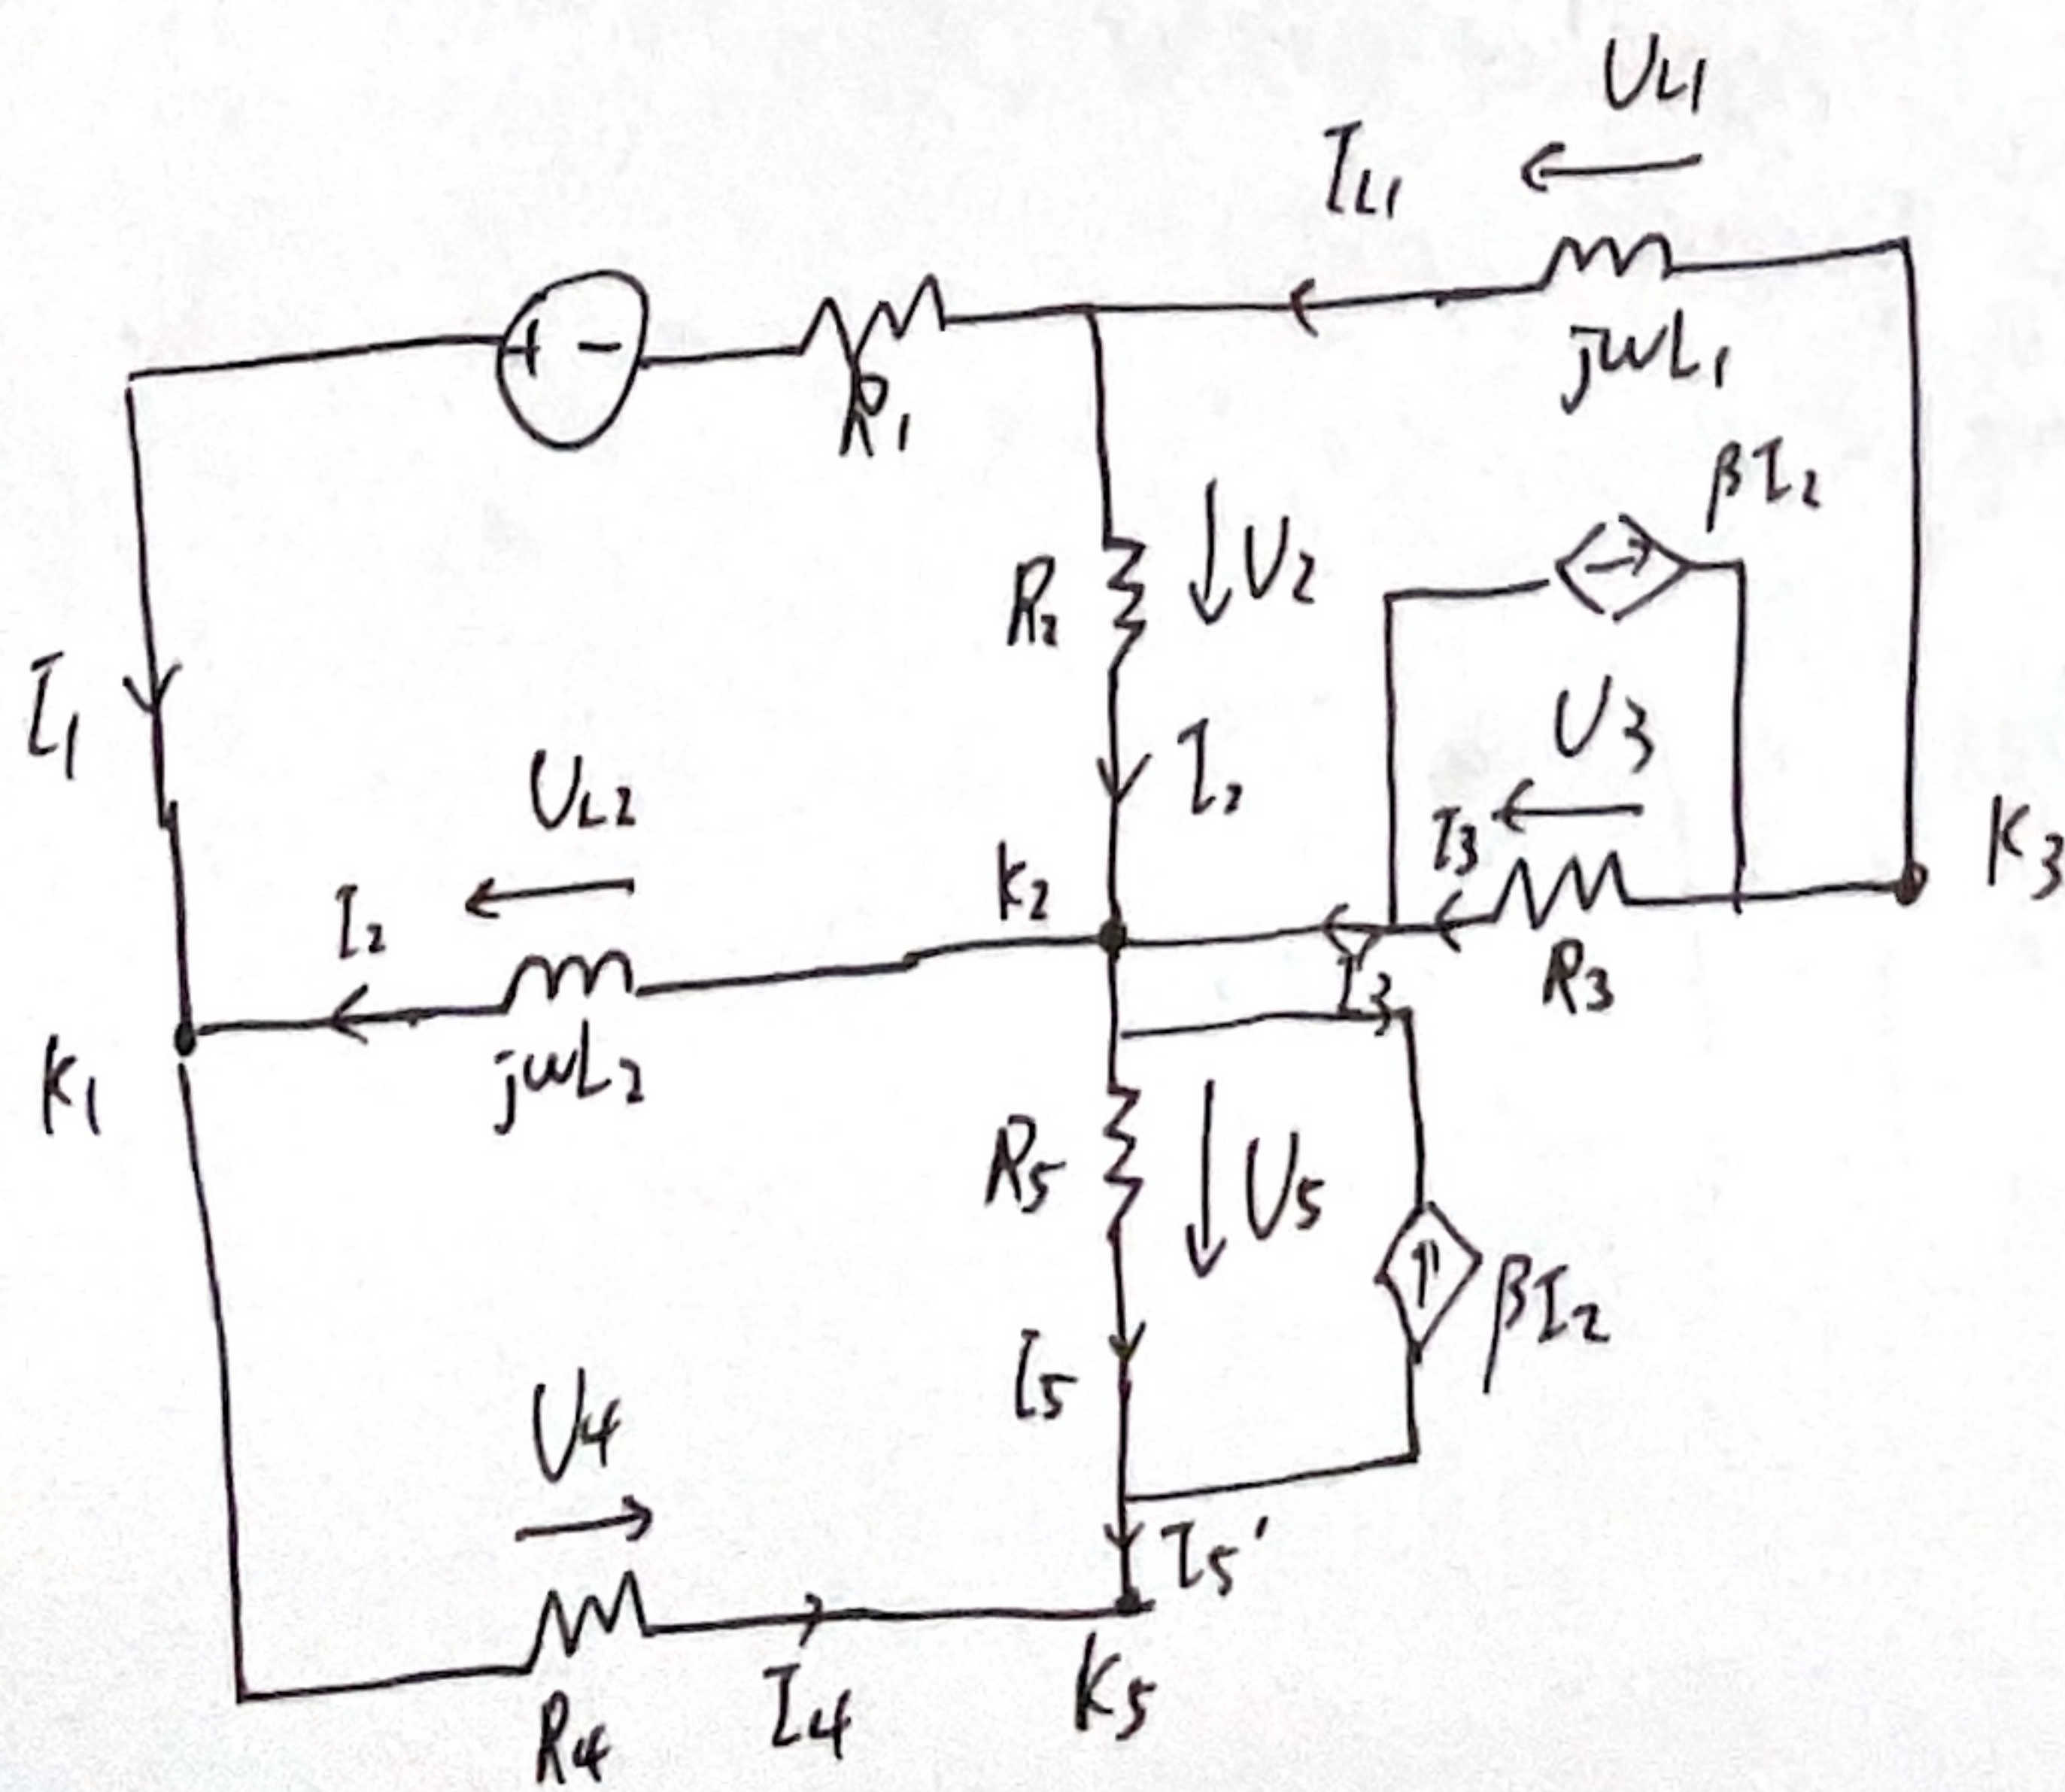 UL1
IL1
+ -
R1
jωL1
βI2
R2
U2
I1
U3
I2
UL2
I3
K3
K2
I2
I3
R3
jωL2
K1
R5
U5
βI2
I5
U4
I5'
R4
I4
K5